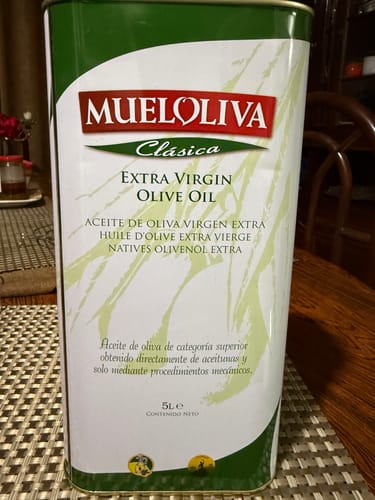 MUELOLIVA
Clásica
EXTRA VIRGIN
OLIVE OIL
ACEITE DE OLIVA VIRGEN EXTRA
HUILE D'OLIVE EXTRA VIERGE
NATIVES OLIVENOL EXTRA
Aceite de oliva de categoría superior
obtenido directamente de aceitunas y
solo mediante procedimientos mecánicos.
5L e
CONTENIDO NETO